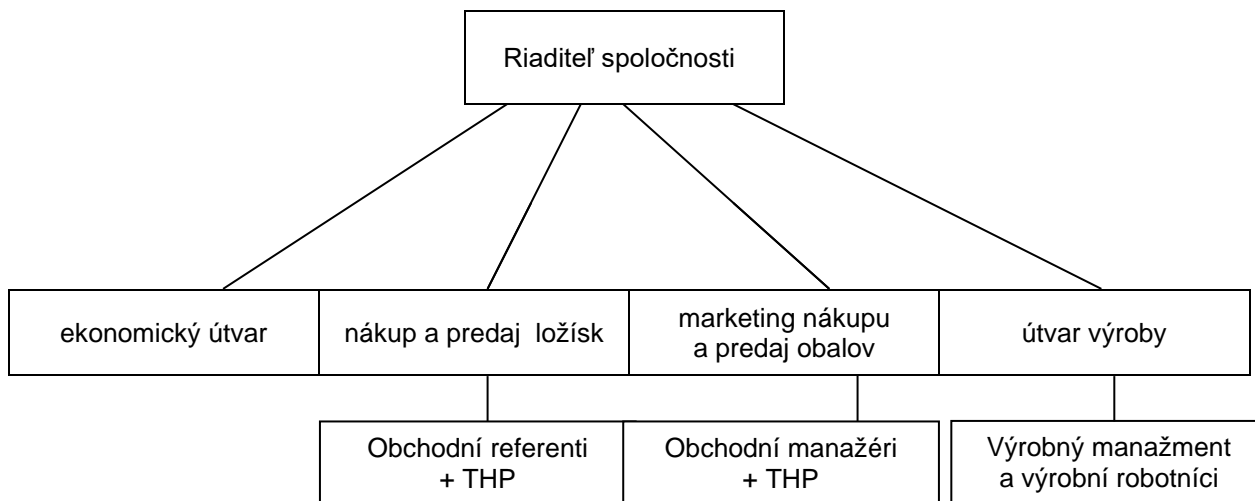 Riaditeľ spoločnosti
ekonomický útvar
nákup a predaj ložísk
marketing nákupu
a predaj obalov
útvar výroby
Obchodní referenti
+ THP
Obchodní manažéri
+ THP
Výrobný manažment
a výrobní robotníci